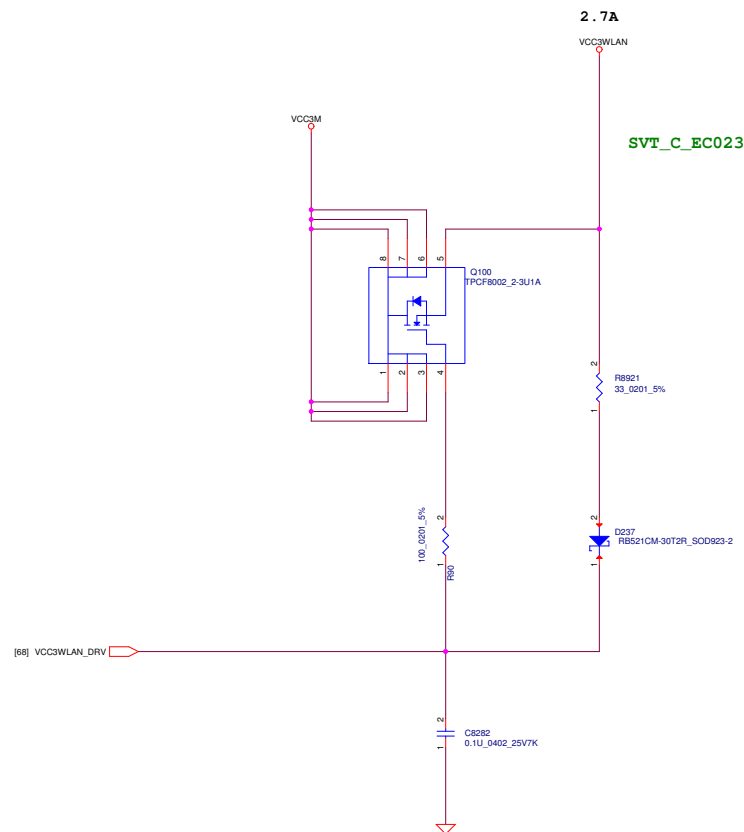 2.7A
VCC3WLAN
VCC3M
SVT_C_EC023
8
7
6
5
Q100
TPCF8002_2-3U1A
1
2
3
4
2
R8921
33_0201_5%
1
2
100_0201_5%
1
R90
2
D237
RB521CM-30T2R_SOD923-2
1
[68] VCC3WLAN_DRV
2
C8282
0.1U_0402_25V7K
1